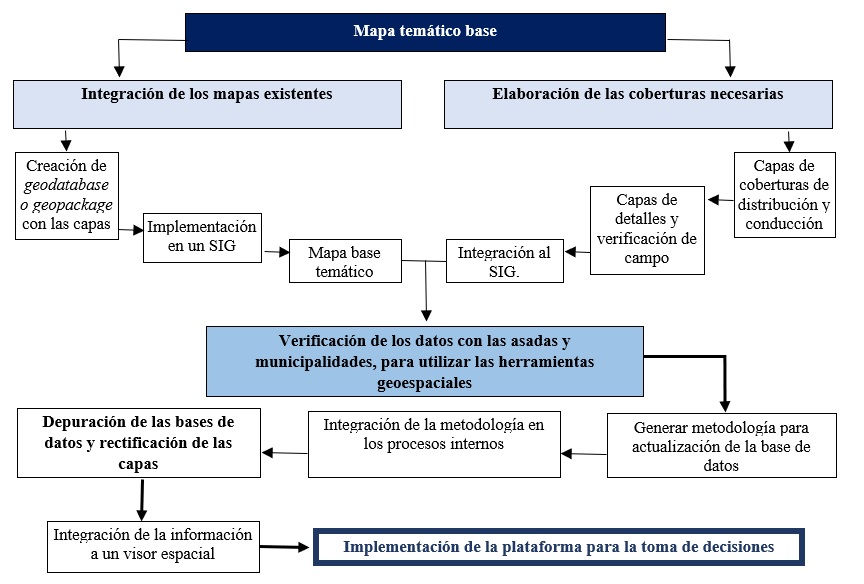 Mapa temático base
Integración de los mapas existentes
Elaboración de las coberturas necesarias
Creación de
geodatabase
o geopackage
con las capas
Implementación
en un SIG
Mapa base
temático
Capas de
coberturas de
distribución y
conducción
Capas de
detalles y
verificación de
campo
Integración al
SIG.
Verificación de los datos con las asadas y
municipalidades, para utilizar las herramientas
geoespaciales
Generar metodología para
actualización de la base de
datos
Integración de la metodología en
los procesos internos
Depuración de las bases de
datos y rectificación de las
capas
Integración de la información
a un visor espacial
Implementación de la plataforma para la toma de decisiones